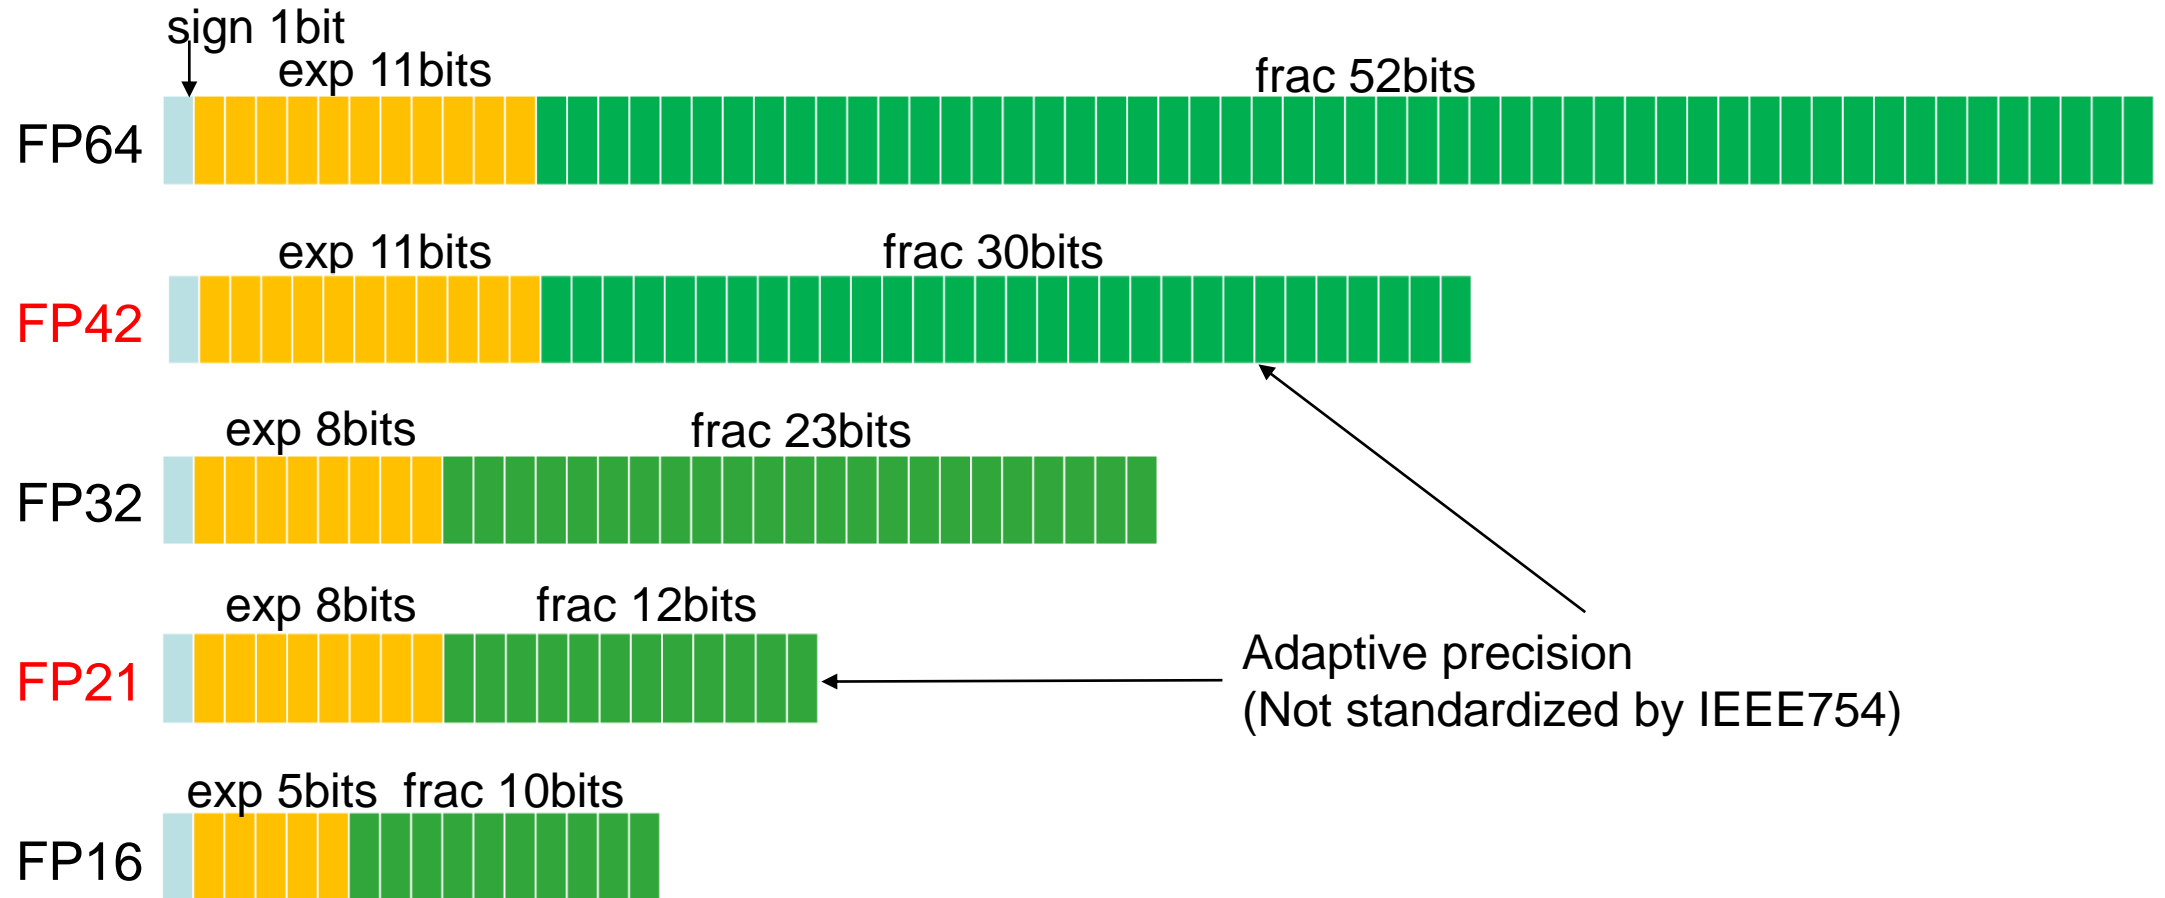 sign 1bit
exp 11bits
frac 52bits
FP64
exp 11bits
frac 30bits
FP42
exp 8bits
frac 23bits
FP32
exp 8bits
frac 12bits
FP21
Adaptive precision
(Not standardized by IEEE754)
exp 5bits
frac 10bits
FP16